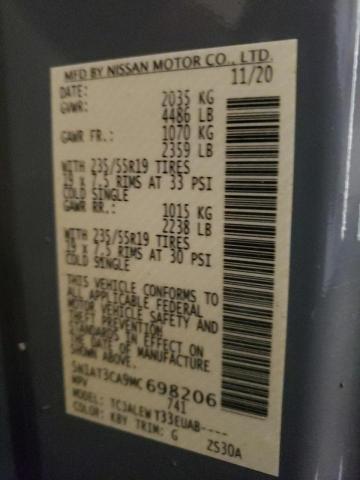 MFD BY NISSAN MOTOR CO., LTD.
DATE: 11/20
GVWR: 2035 KG
4486 LB
GAWR FR.: 1070 KG
2359 LB
WITH 235/55R19 TIRES
19 x 7.5 RIMS AT 33 PSI
COLD SINGLE
GAWR RR.: 1015 KG
2238 LB
WITH 235/55R19 TIRES
19 x 7.5 RIMS AT 30 PSI
COLD SINGLE
THIS VEHICLE CONFORMS TO
ALL APPLICABLE FEDERAL
MOTOR VEHICLE SAFETY AND
THEFT PREVENTION
STANDARDS IN EFFECT ON
THE DATE OF MANUFACTURE
SHOWN ABOVE.
5N1AT3CA9MC698206
MPV 741
MODEL: TC3ALEW T33EUAB----
COLOR: KBY TRIM: G ZS30A